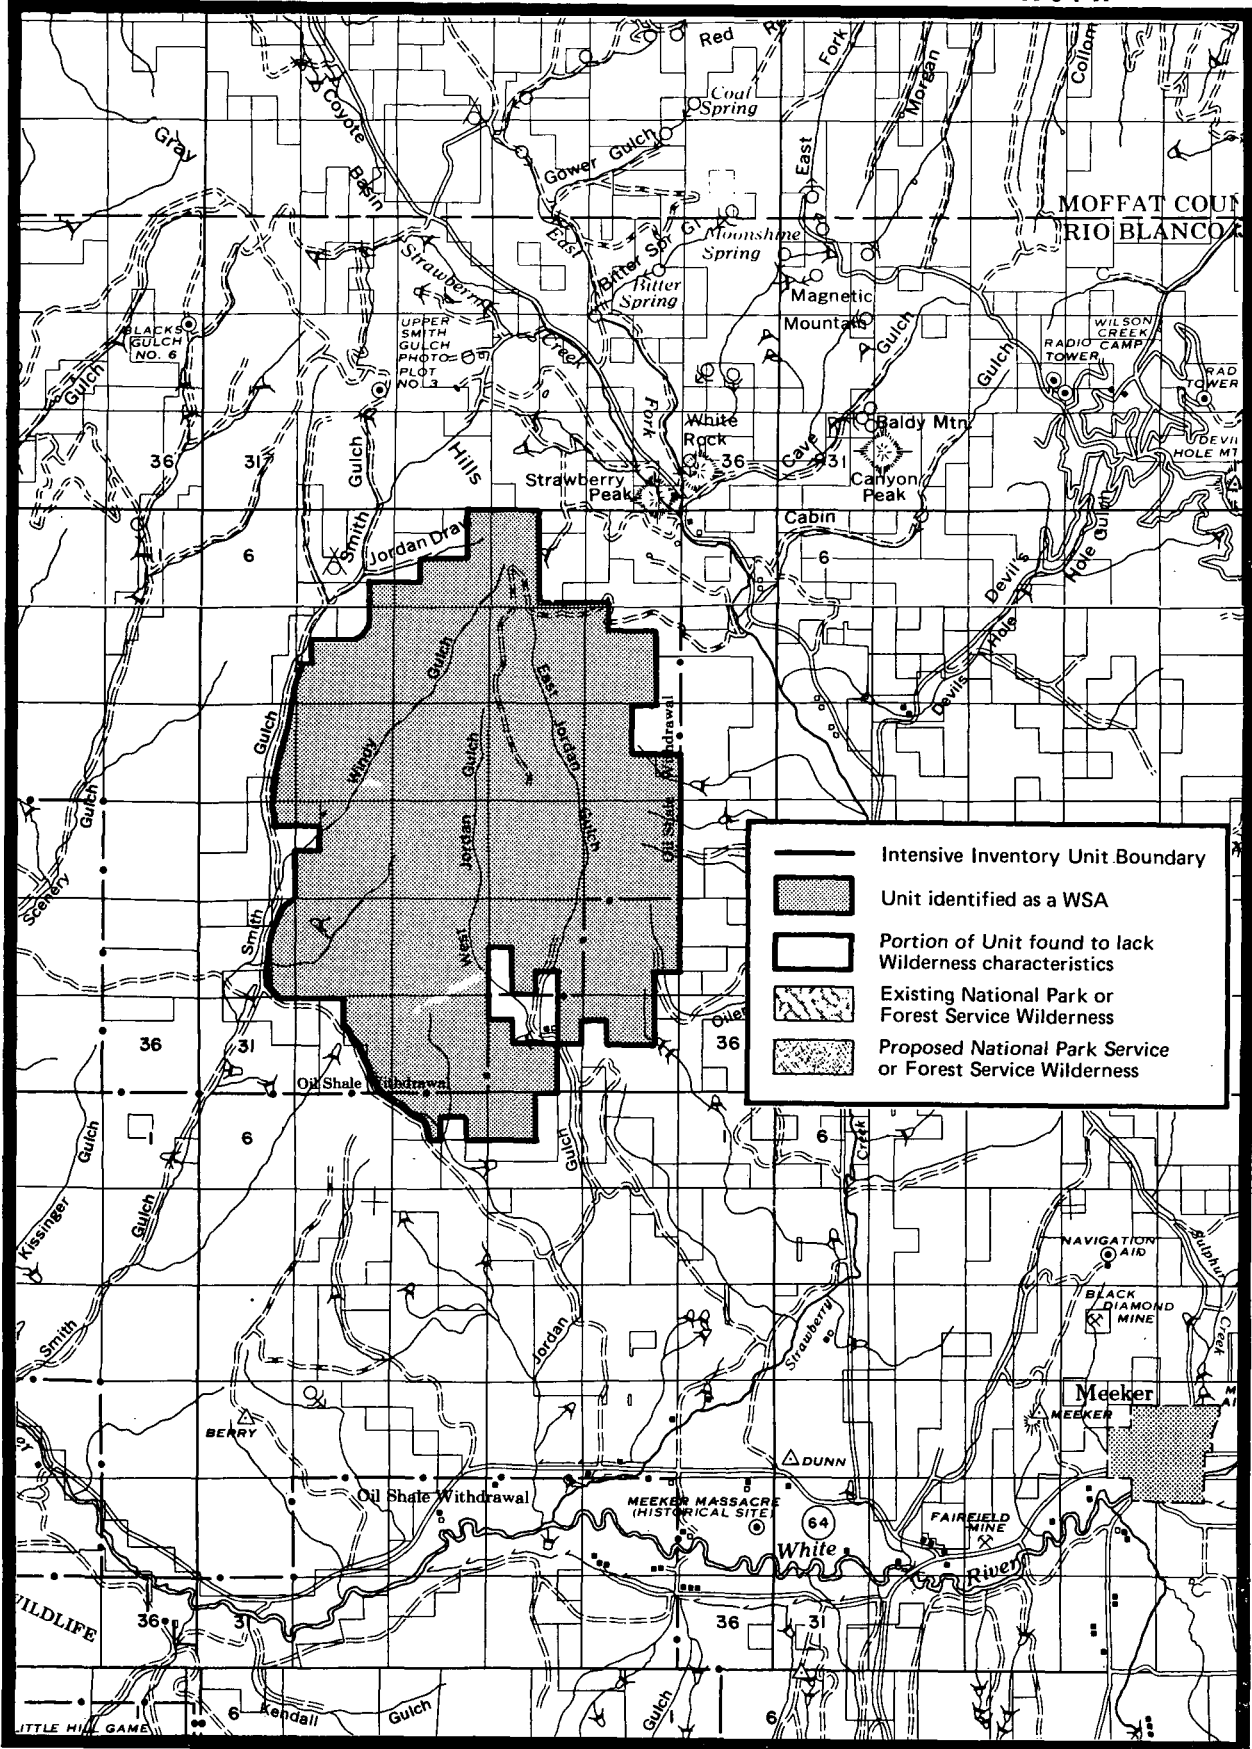 Red
Fork
Morgan
Collom
Coal
Spring
Coyote
Basin
Gray
Gower Gulch
East
East
MOFFAT COUN
RIO BLANCO
Moonshine
Spring
Strawberry
Bitter
Bitter
Spring
Magnetic
Mountain
Gulch
BLACKS
GULCH
NO. 6
UPPER
SMITH
GULCH
PHOTO
PLOT
NO. 3
Creek
WILSON
CREEK
CAMP
RADIO
TOWER
RAD
TOWER
Gulch
Gulch
Fork
White
Rock
Baldy Mtn.
DEVIL
HOLE MT
36
31
Gulch
Hills
36
Cave
31
Strawberry
Peak
Canyon
Peak
Gulch
Cabin
Smith
Jordan Draw
6
6
Devil's
Hole
Hole
Devils
Gulch
East
Jordan
Gulch
Gulch
Windy
Gulch
Jordan
West
Oil Shale Withdrawal
Gulch
Scenery
Smith
Intensive Inventory Unit Boundary
Unit identified as a WSA
Portion of Unit found to lack
Wilderness characteristics
Existing National Park or
Forest Service Wilderness
Proposed National Park Service
or Forest Service Wilderness
36
31
Oiler
36
Oil Shale Withdrawal
6
6
Gulch
Gulch
Creek
Kissinger
Gulch
NAVIGATION
AID
Sulphur
Creek
BLACK
DIAMOND
MINE
Smith
Jordan
Strawberry
Meeker
MEEKER
BERRY
DUNN
Oil Shale Withdrawal
MEEKER MASSACRE
(HISTORICAL SITE)
64
FAIRFIELD
MINE
White
River
WILDLIFE
36
31
36
31
6
Kendall
Gulch
Gulch
6
LITTLE HILL GAME